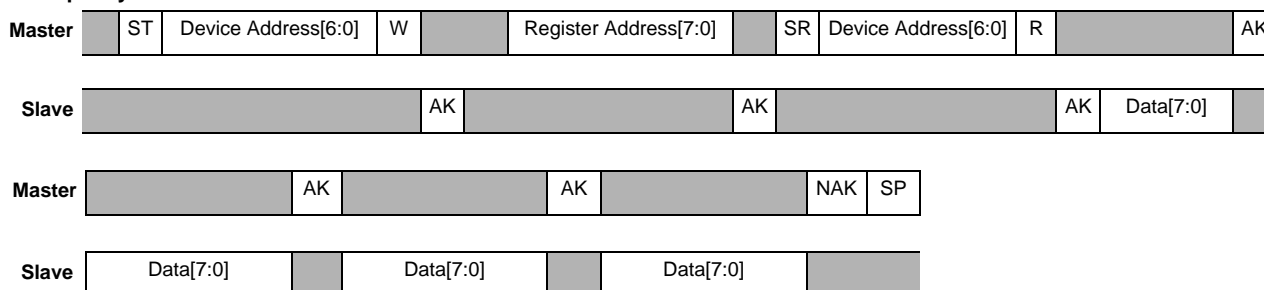 Master ST Device Address[6:0] W Register Address[7:0] SR Device Address[6:0] R AK
Slave AK AK AK Data[7:0]
Master AK AK NAK SP
Slave Data[7:0] Data[7:0] Data[7:0]